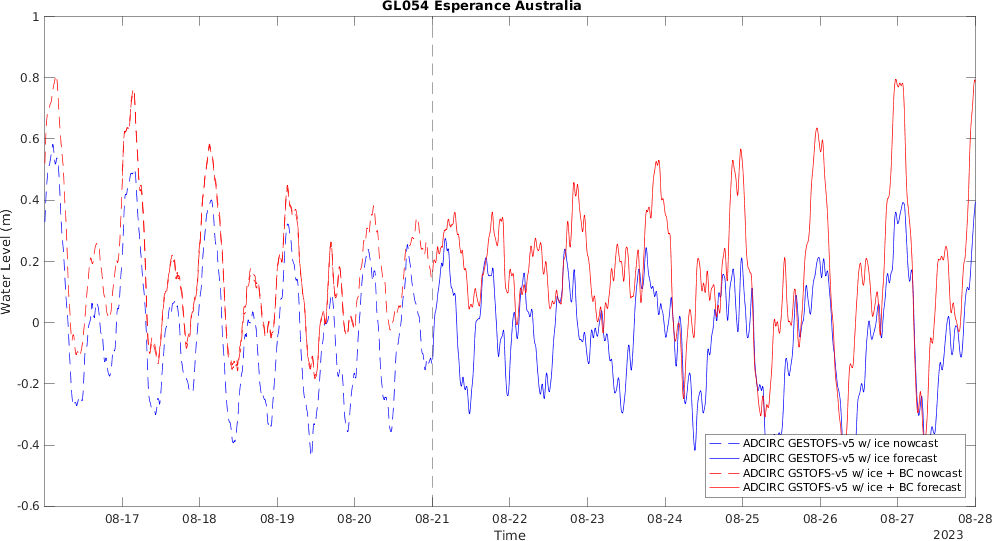 GL054 Esperance Australia
1
0.8
0.6
0.4
0.2
0
-0.2
-0.4
-0.6
Water Level (m)
ADCIRC GESTOFS-v5 w/ ice nowcast
ADCIRC GESTOFS-v5 w/ ice forecast
ADCIRC GSTOFS-v5 w/ ice + BC nowcast
ADCIRC GSTOFS-v5 w/ ice + BC forecast
08-17 08-18 08-19 08-20 08-21 08-22 08-23 08-24 08-25 08-26 08-27 08-28
Time
2023